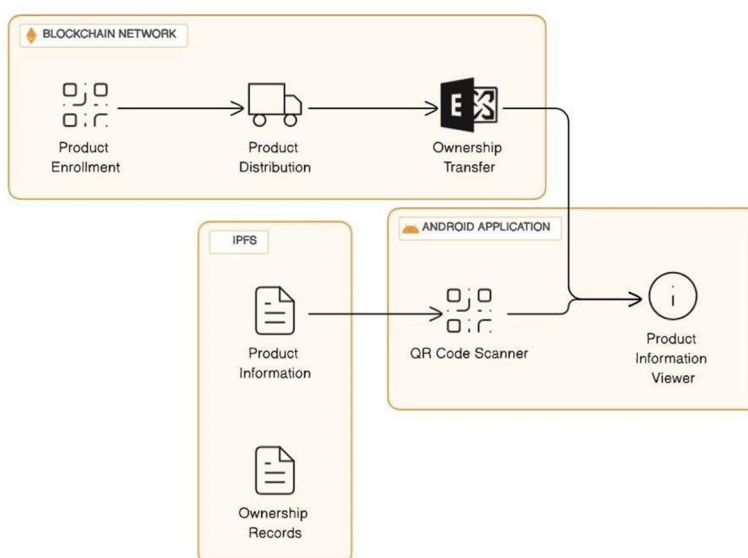 BLOCKCHAIN NETWORK
Product
Enrollment
Product
Distribution
E
Ownership
Transfer
IPFS
Product
Information
Ownership
Records
ANDROID APPLICATION
QR Code Scanner
i
Product
Information
Viewer